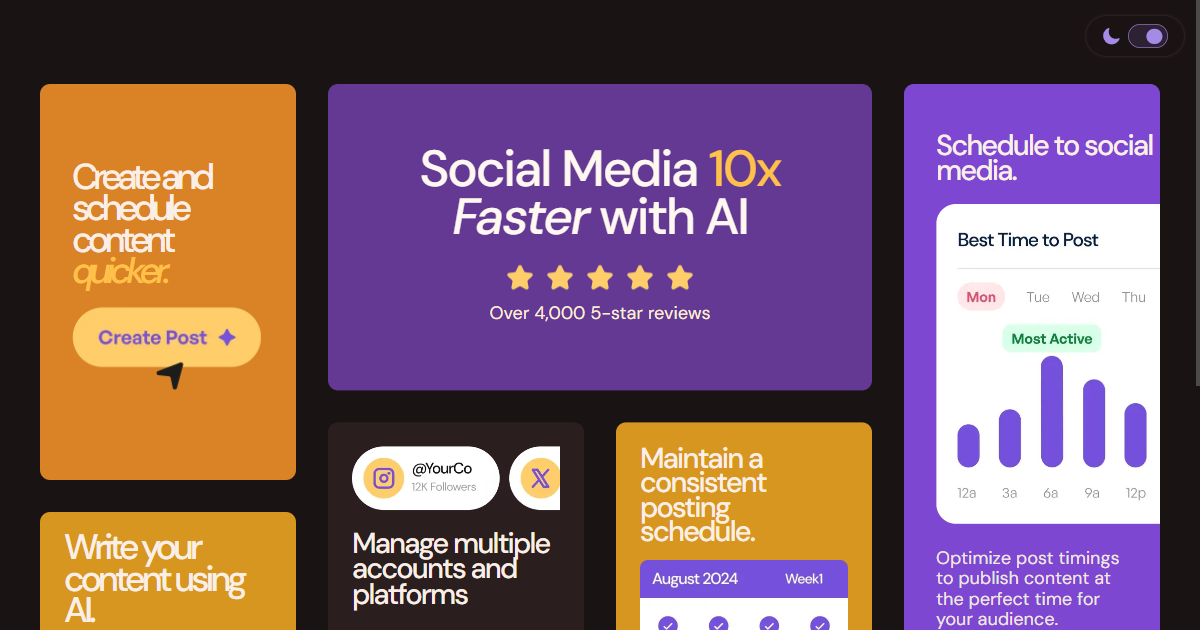 Create and
schedule
content
quicker.
Create Post
Write your
content using
AI.
Social Media 10x
Faster with AI
Over 4,000 5-star reviews
@YourCo
12K Followers
Manage multiple
accounts and
platforms
Maintain a
consistent
posting
schedule.
August 2024 Week1
Schedule to social
media.
Best Time to Post
Mon Tue Wed Thu
Most Active
12a 3a 6a 9a 12p
Optimize post timings
to publish content at
the perfect time for
your audience.